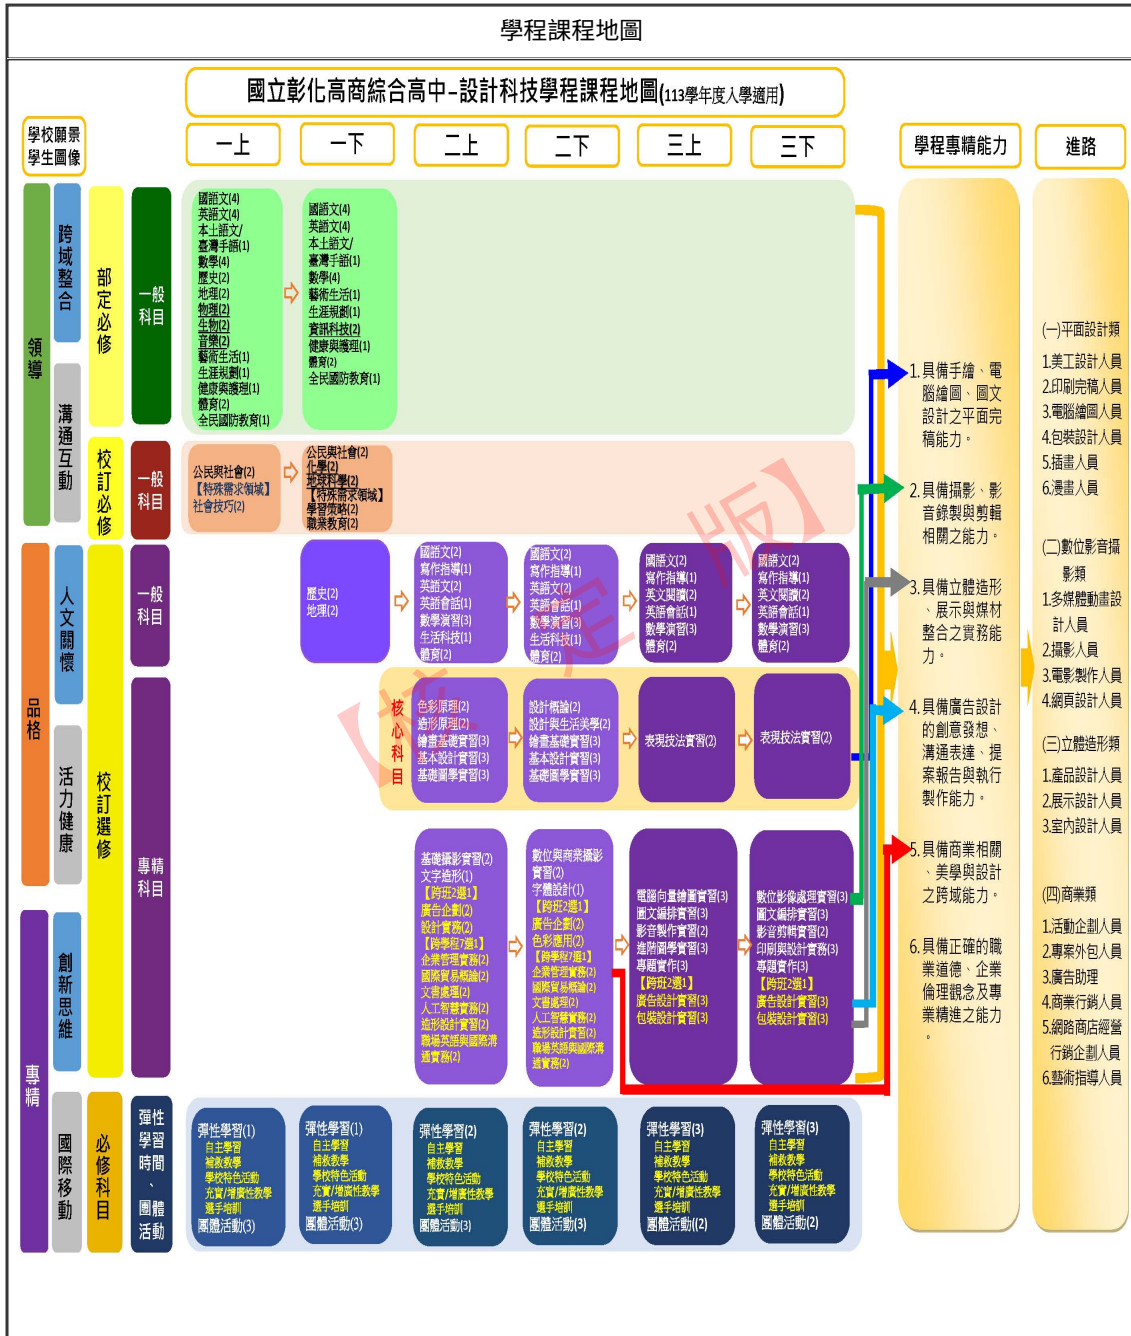 學程課程地圖
國立彰化高商綜合高中-設計科技學程課程地圖(113學年度入學適用)
學校願景
學生圖像
一上
一下
二上
二下
三上
三下
學程專精能力
進路
領導
品格
專精
跨域整合
溝通互動
人文關懷
活力健康
創新思維
國際移動
部定必修
校訂必修
校訂選修
必修科目
一般
科目
一般
科目
一般
科目
專精
科目
彈性
學習
時間
、
團體
活動
國語文(4)
英語文(4)
本土語文/
臺灣手語(1)
數學(4)
歷史(2)
地理(2)
物理(2)
生物(2)
音樂(2)
藝術生活(1)
生涯規劃(1)
健康與護理(1)
體育(2)
全民國防教育(1)
國語文(4)
英語文(4)
本土語文/
臺灣手語(1)
數學(4)
藝術生活(1)
生涯規劃(1)
資訊科技(2)
健康與護理(1)
體育(2)
全民國防教育(1)
公民與社會(2)
【特殊需求領域】
社會技巧(2)
公民與社會(2)
化學(2)
地球科學(2)
【特殊需求領域】
學習策略(2)
職業教育(2)
歷史(2)
地理(2)
國語文(2)
寫作指導(1)
英語文(2)
英語會話(1)
數學演習(3)
生活科技(1)
體育(2)
國語文(2)
寫作指導(1)
英語文(2)
英語會話(1)
數學演習(3)
生活科技(1)
體育(2)
國語文(2)
寫作指導(1)
英文閱讀(2)
英語會話(1)
數學演習(3)
體育(2)
國語文(2)
寫作指導(1)
英文閱讀(2)
英語會話(1)
數學演習(3)
體育(2)
核心科目
色彩原理(2)
造形原理(2)
繪畫基礎實習(3)
基本設計實習(3)
基礎圖學實習(3)
設計概論(2)
設計與生活美學(2)
繪畫基礎實習(3)
基本設計實習(3)
基礎圖學實習(3)
表現技法實習(2)
表現技法實習(2)
基礎攝影實習(2)
文字造形(1)
【跨班2選1】
廣告企劃(2)
設計實務(2)
【跨學程7選1】
企業管理實務(2)
國際貿易概論(2)
文書處理(2)
人工智慧實務(2)
造形設計實習(2)
職場英語與國際溝
通實務(2)
數位與商業攝影
實習(2)
字體設計(1)
【跨班2選1】
廣告企劃(2)
色彩應用(2)
【跨學程7選1】
企業管理實務(2)
國際貿易概論(2)
文書處理(2)
人工智慧實務(2)
造形設計實習(2)
職場英語與國際溝
通實務(2)
電腦向量繪圖實習(3)
圖文編排實習(3)
影音製作實習(2)
進階圖學實習(3)
專題實作(3)
【跨班2選1】
廣告設計實習(3)
包裝設計實習(3)
數位影像處理實習(3)
圖文編排實習(3)
影音剪輯實習(2)
印刷與設計實務(3)
專題實作(3)
【跨班2選1】
廣告設計實習(3)
包裝設計實習(3)
彈性學習(1)
自主學習
補救教學
學校特色活動
充實/增廣性教學
選手培訓
團體活動(3)
彈性學習(1)
自主學習
補救教學
學校特色活動
充實/增廣性教學
選手培訓
團體活動(3)
彈性學習(2)
自主學習
補救教學
學校特色活動
充實/增廣性教學
選手培訓
團體活動(3)
彈性學習(2)
自主學習
補救教學
學校特色活動
充實/增廣性教學
選手培訓
團體活動(3)
彈性學習(3)
自主學習
補救教學
學校特色活動
充實/增廣性教學
選手培訓
團體活動((2)
彈性學習(3)
自主學習
補救教學
學校特色活動
充實/增廣性教學
選手培訓
團體活動(2)
1.具備手繪、電
腦繪圖、圖文
設計之平面完
稿能力。
2.具備攝影、影
音錄製與剪輯
相關之能力。
3.具備立體造形
、展示與媒材
整合之實務能
力。
4.具備廣告設計
的創意發想、
溝通表達、提
案報告與執行
製作能力。
5.具備商業相關
、美學與設計
之跨域能力。
6.具備正確的職
業道德、企業
倫理觀念及專
業精進之能力
。
(一)平面設計類
1.美工設計人員
2.印刷完稿人員
3.電腦繪圖人員
4.包裝設計人員
5.插畫人員
6.漫畫人員
(二)數位影音攝
影類
1.多媒體動畫設
計人員
2.攝影人員
3.電影製作人員
4.網頁設計人員
(三)立體造形類
1.產品設計人員
2.展示設計人員
3.室內設計人員
(四)商業類
1.活動企劃人員
2.專案外包人員
3.廣告助理
4.商業行銷人員
5.網路商店經營
行銷企劃人員
6.藝術指導人員
【核定版】